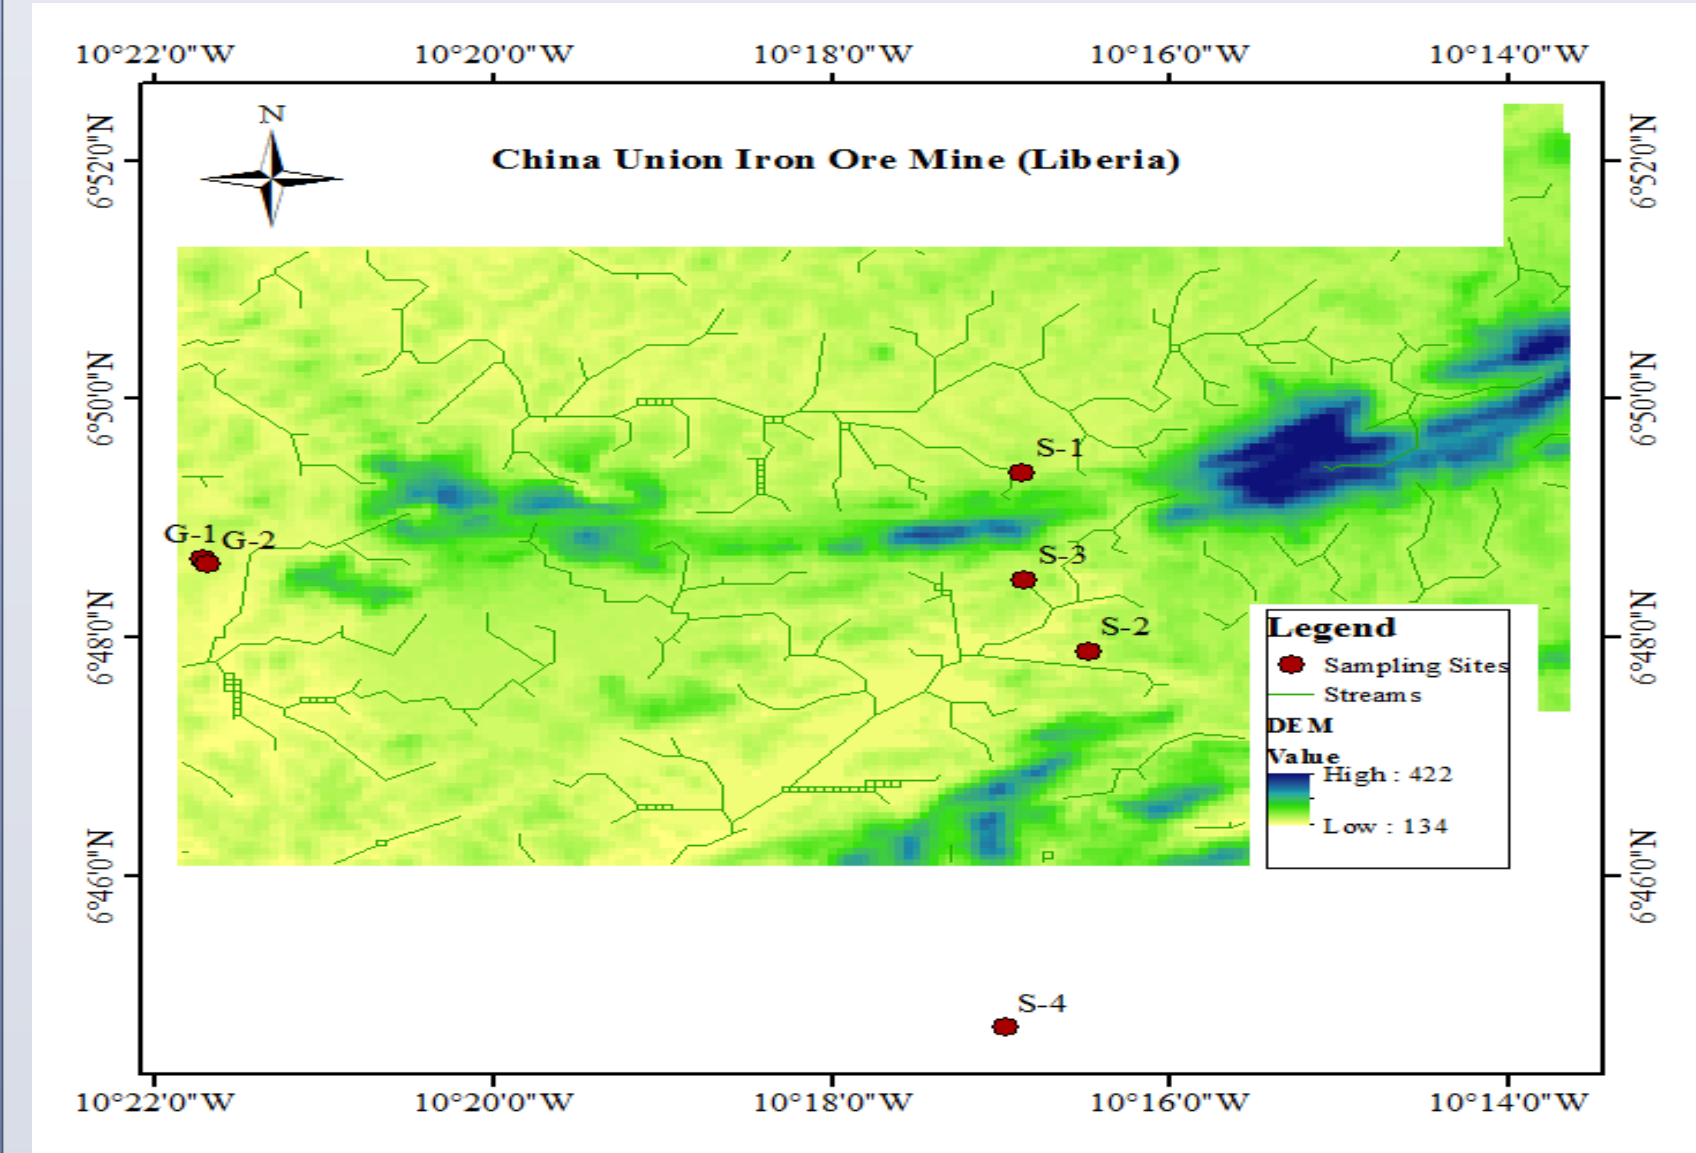 10°22'0"W 10°20'0"W 10°18'0"W 10°16'0"W 10°14'0"W
N
China Union Iron Ore Mine (Liberia)
6°52'0"N 6°52'0"N
6°50'0"N 6°50'0"N
S-1
G-1 G-2
S-3
6°48'0"N 6°48'0"N
S-2
Legend
Sampling Sites
Streams
DEM
Value
High : 422
Low : 134
6°46'0"N 6°46'0"N
S-4
10°22'0"W 10°20'0"W 10°18'0"W 10°16'0"W 10°14'0"W